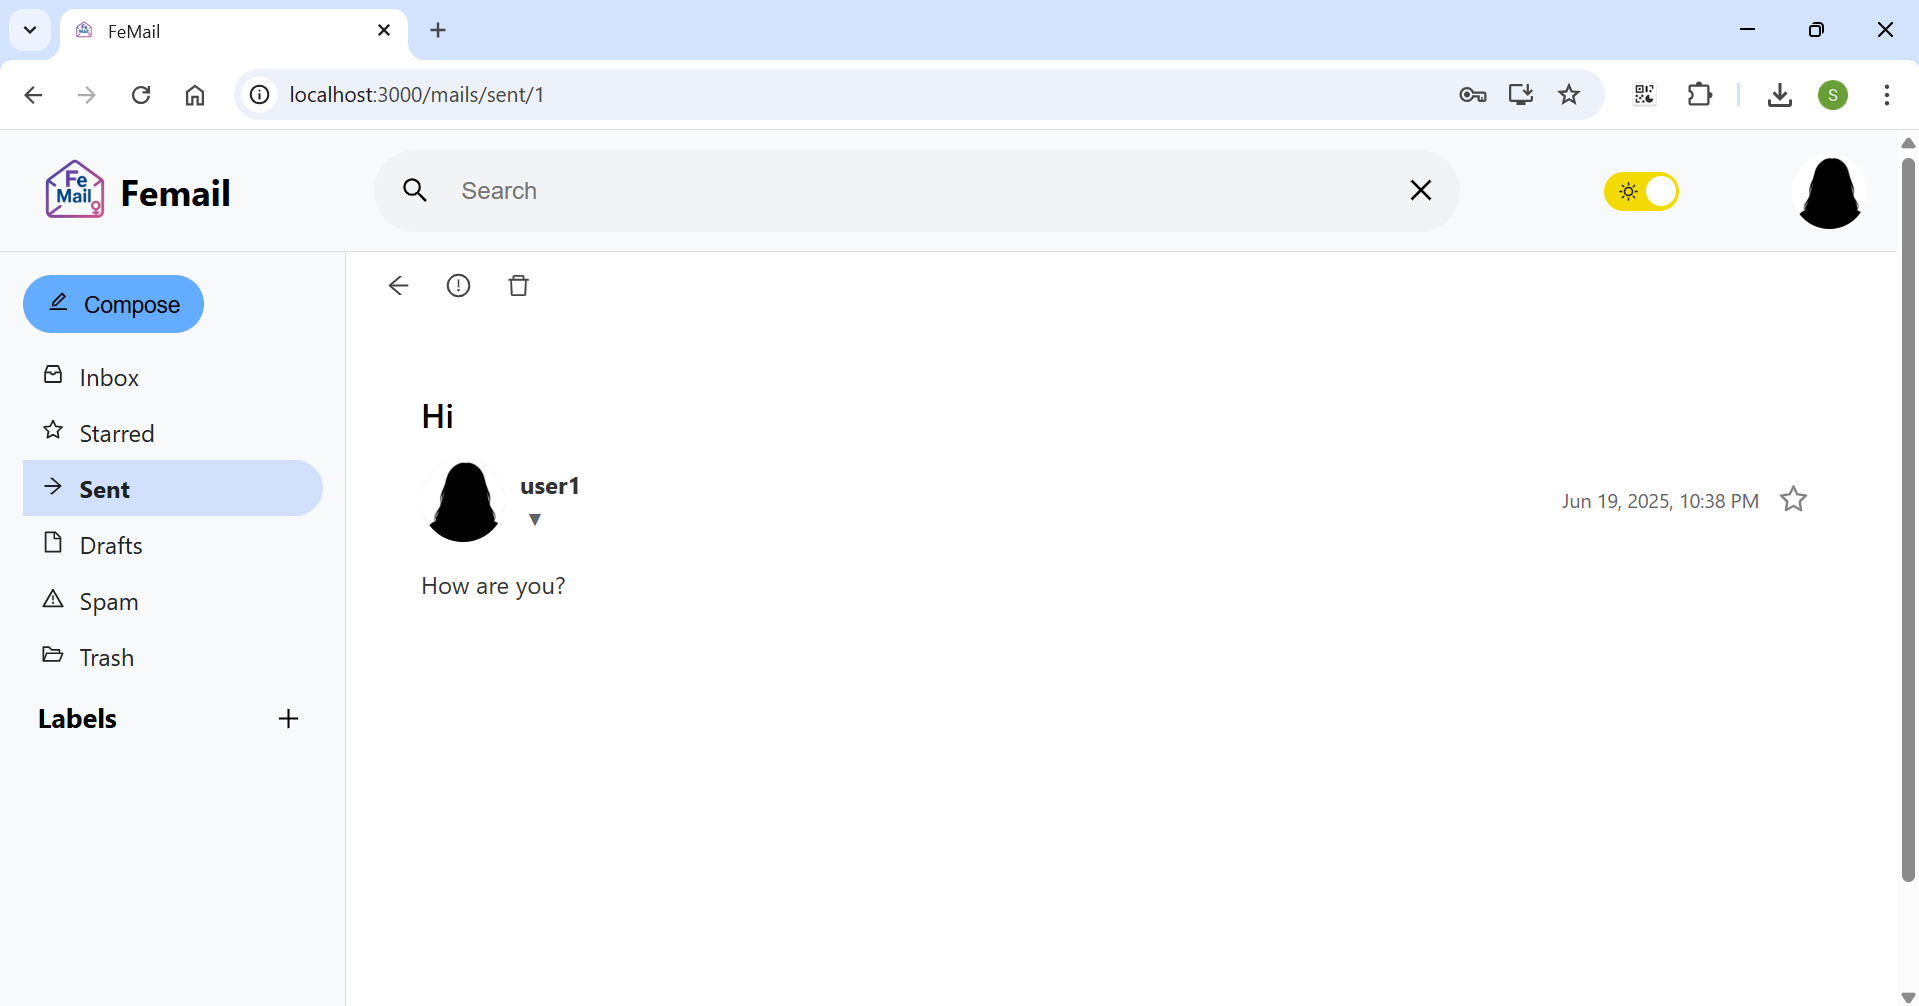 FeMail
localhost:3000/mails/sent/1
S
Fe
Mail
Femail
Search
Compose
Inbox
Starred
Sent
Drafts
Spam
Trash
Labels
Hi
user1
Jun 19, 2025, 10:38 PM
How are you?